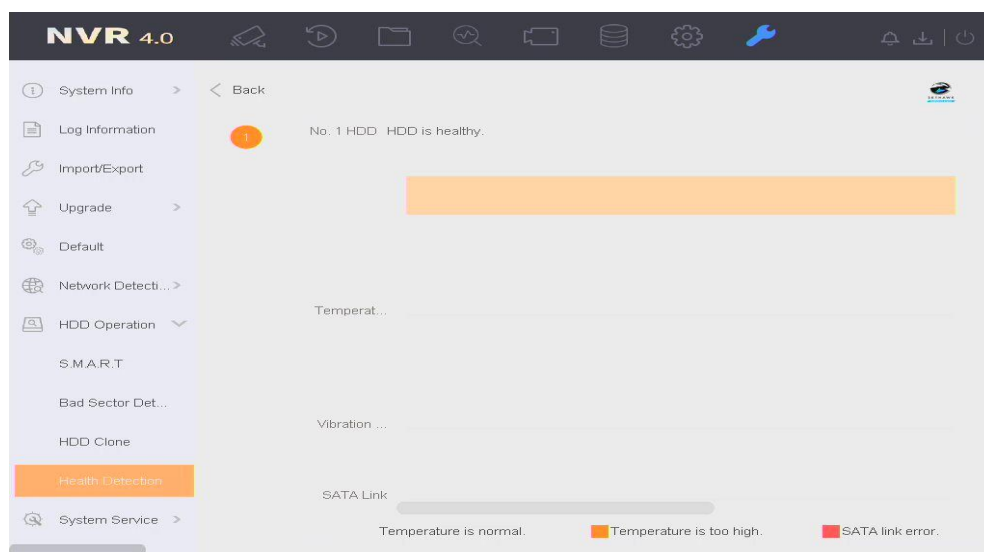 NVR 4.0
System Info >
< Back
Log Information
1
No. 1 HDD HDD is healthy.
Import/Export
Upgrade >
Default
Network Detecti... >
Temperat...
HDD Operation
S.M.A.R.T
Bad Sector Det...
Vibration ...
HDD Clone
Health Detection
SATA Link
System Service >
Temperature is normal. Temperature is too high. SATA link error.